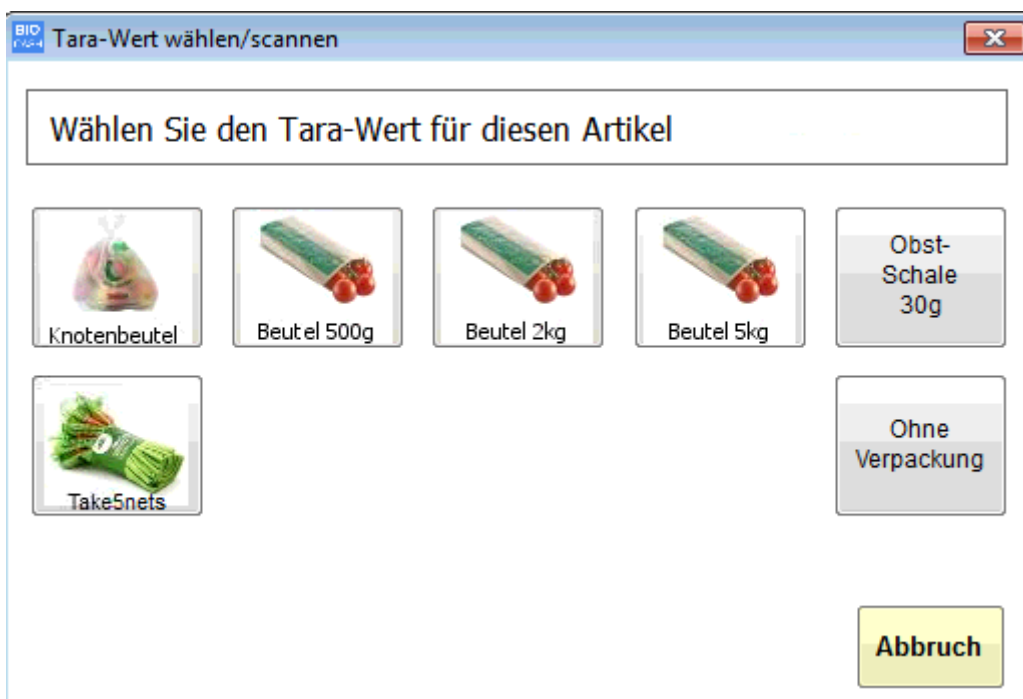 BIO
CASH
Tara-Wert wählen/scannen
Wählen Sie den Tara-Wert für diesen Artikel
Knotenbeutel
Beutel 500g
Beutel 2kg
Beutel 5kg
Obst-
Schale
30g
Take5nets
Ohne
Verpackung
Abbruch